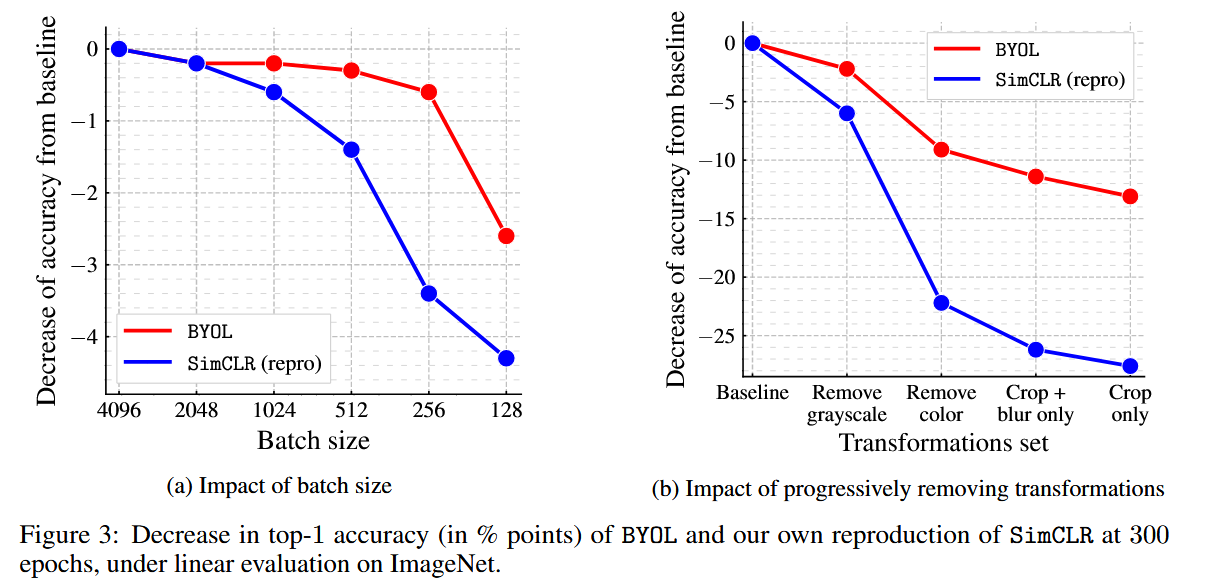 Decrease of accuracy from baseline
0
−1
−2
−3
−4
BYOL
SimCLR (repro)
4096 2048 1024 512 256 128
Batch size
(a) Impact of batch size
Decrease of accuracy from baseline
0
−5
−10
−15
−20
−25
BYOL
SimCLR (repro)
Baseline Remove Remove Crop + Crop
grayscale color blur only only
Transformations set
(b) Impact of progressively removing transformations
Figure 3: Decrease in top-1 accuracy (in % points) of BYOL and our own reproduction of SimCLR at 300
epochs, under linear evaluation on ImageNet.